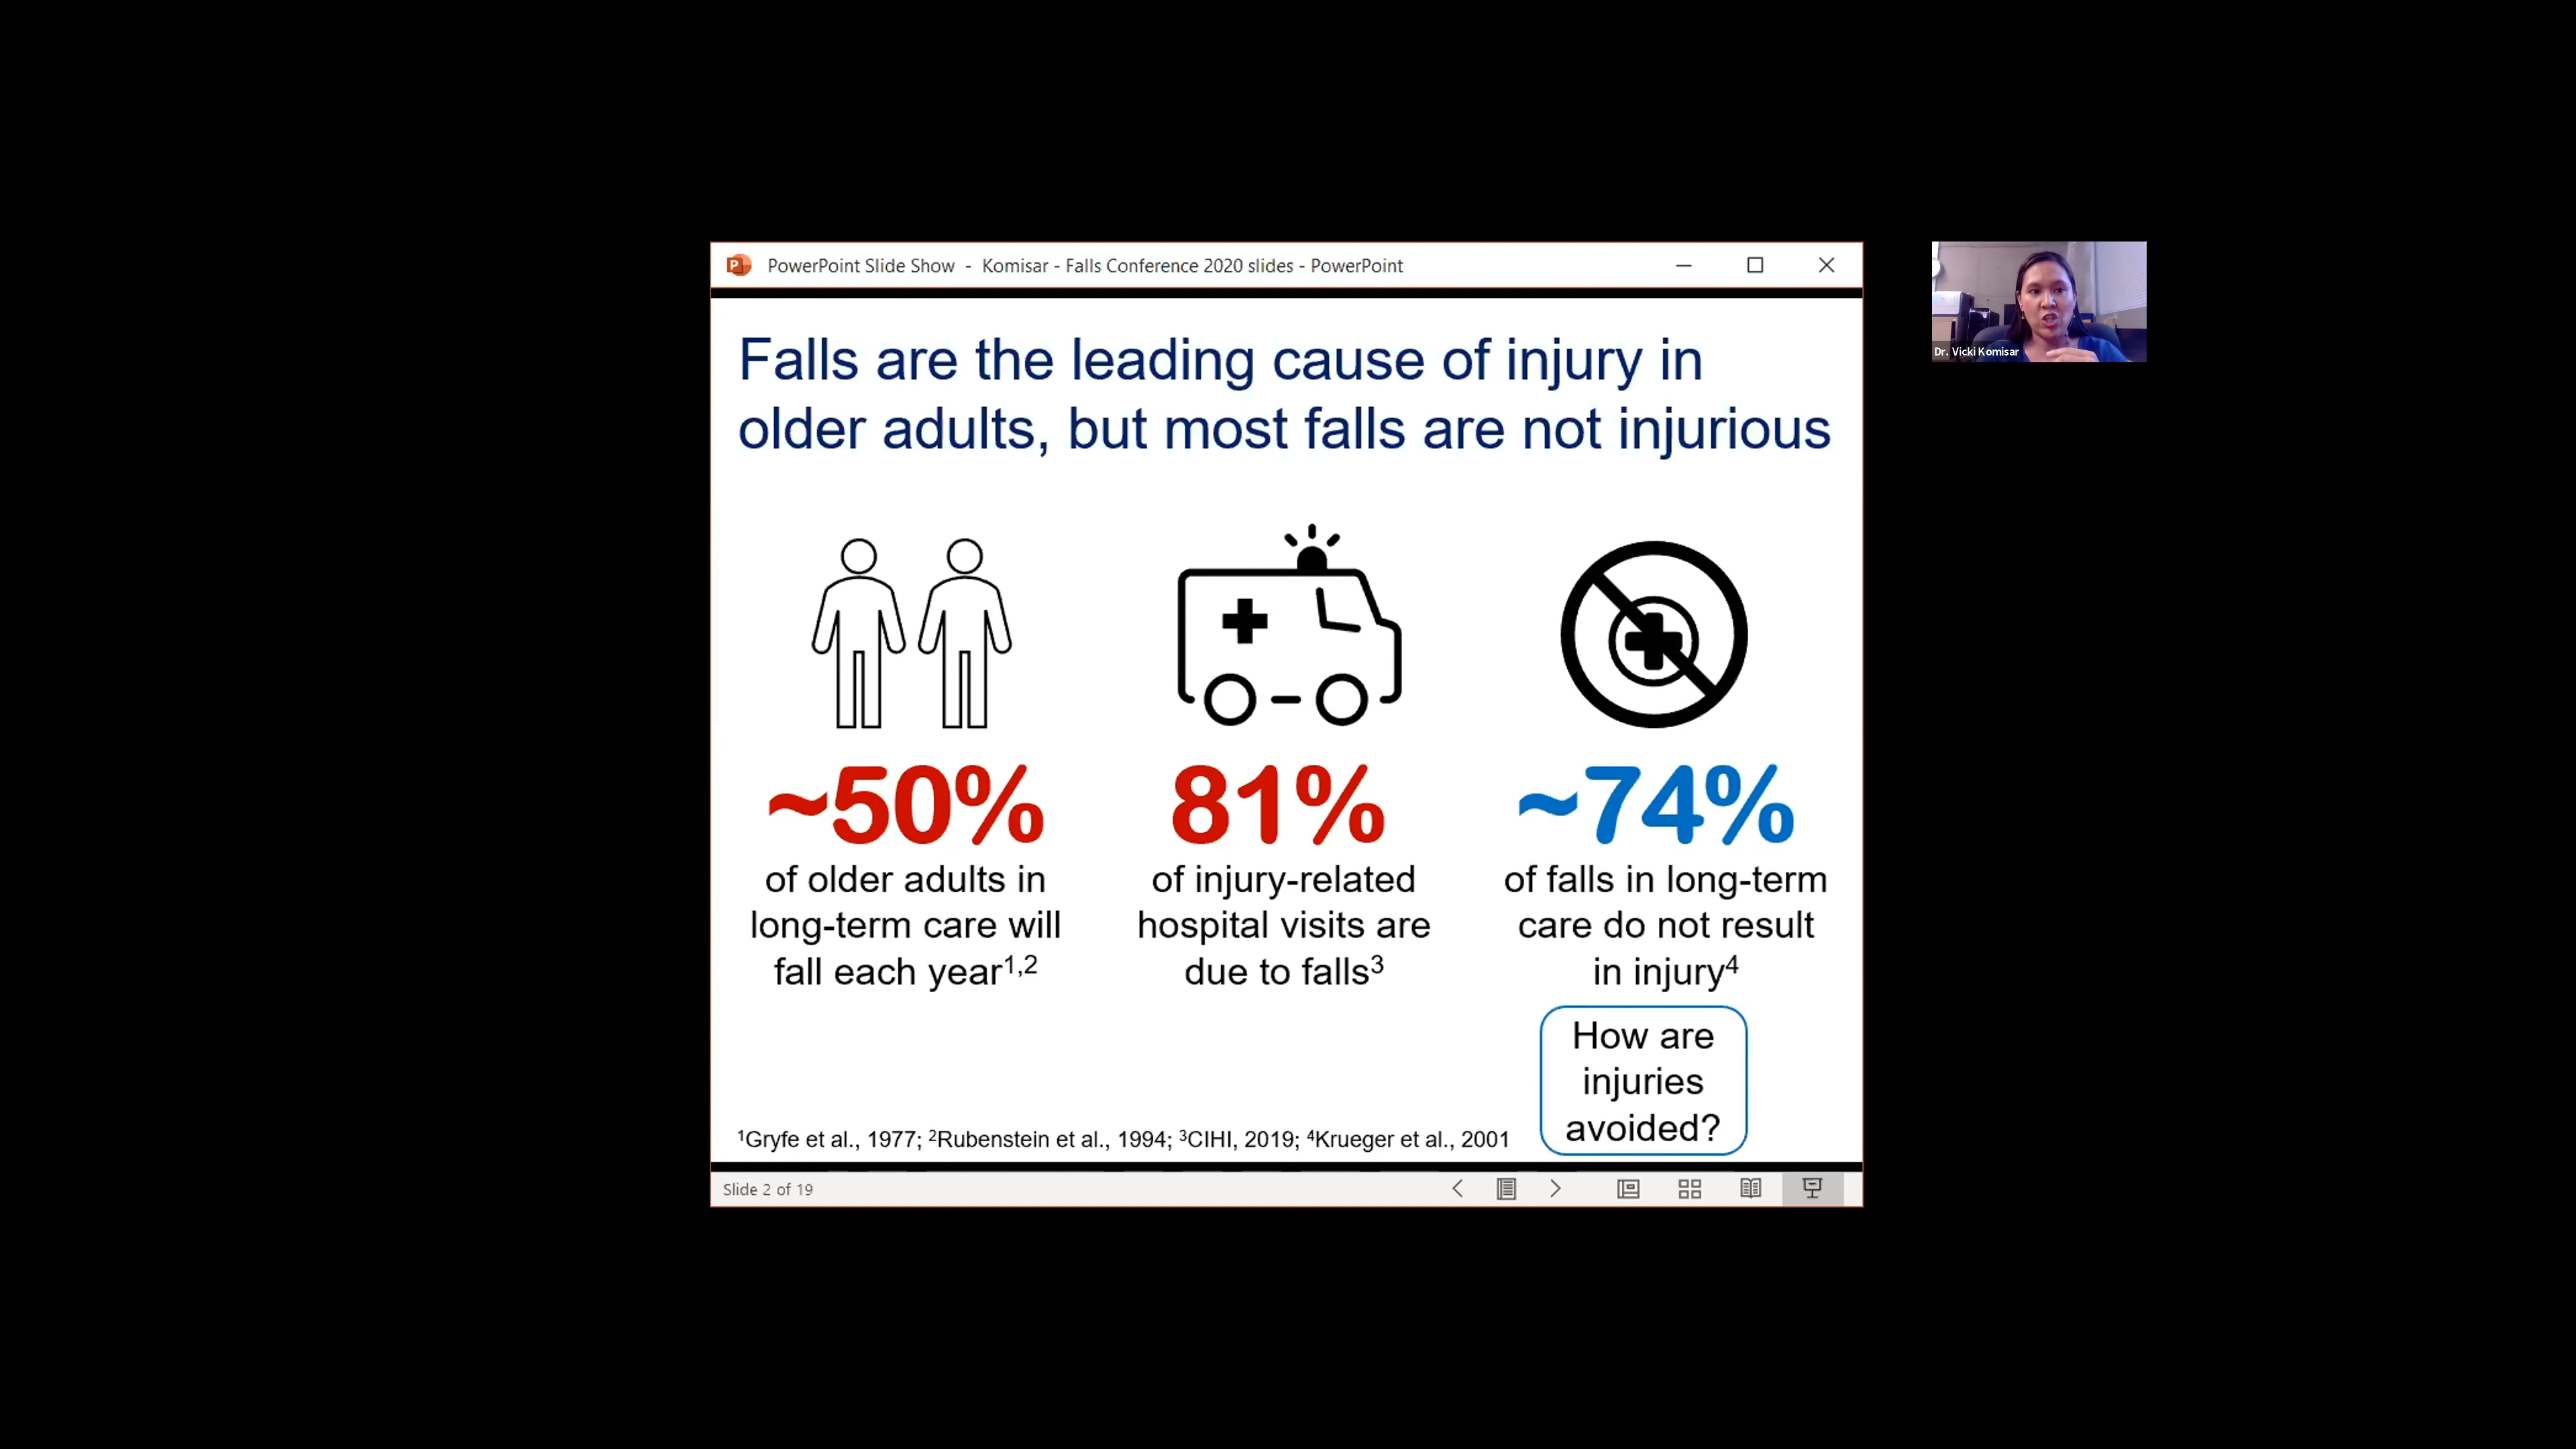 PowerPoint Slide Show - Komisar - Falls Conference 2020 slides - PowerPoint
Dr. Vicki Komisar
Falls are the leading cause of injury in
older adults, but most falls are not injurious
~50%
of older adults in
long-term care will
fall each year1,2
81%
of injury-related
hospital visits are
due to falls3
~74%
of falls in long-term
care do not result
in injury4
How are
injuries
avoided?
1Gryfe et al., 1977; 2Rubenstein et al., 1994; 3CIHI, 2019; 4Krueger et al., 2001
Slide 2 of 19